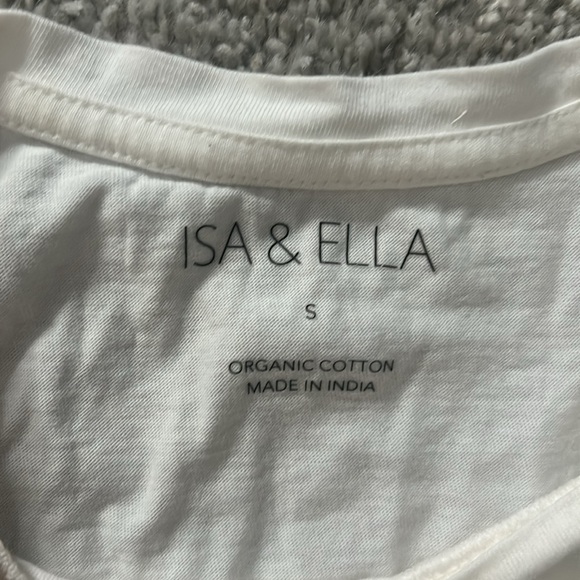 ISA & ELLA
S
ORGANIC COTTON
MADE IN INDIA